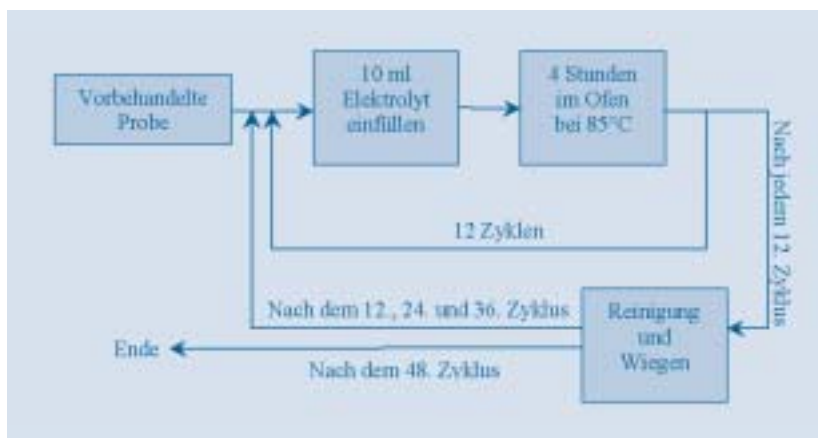 Vorbehandelte
Probe
10 ml
Elektrolyt
einfüllen
4 Stunden
im Ofen
bei 85°C
Nach jedem 12. Zyklus
12 Zyklen
Nach dem 12., 24. und 36. Zyklus
Reinigung
und
Wiegen
Ende
Nach dem 48. Zyklus